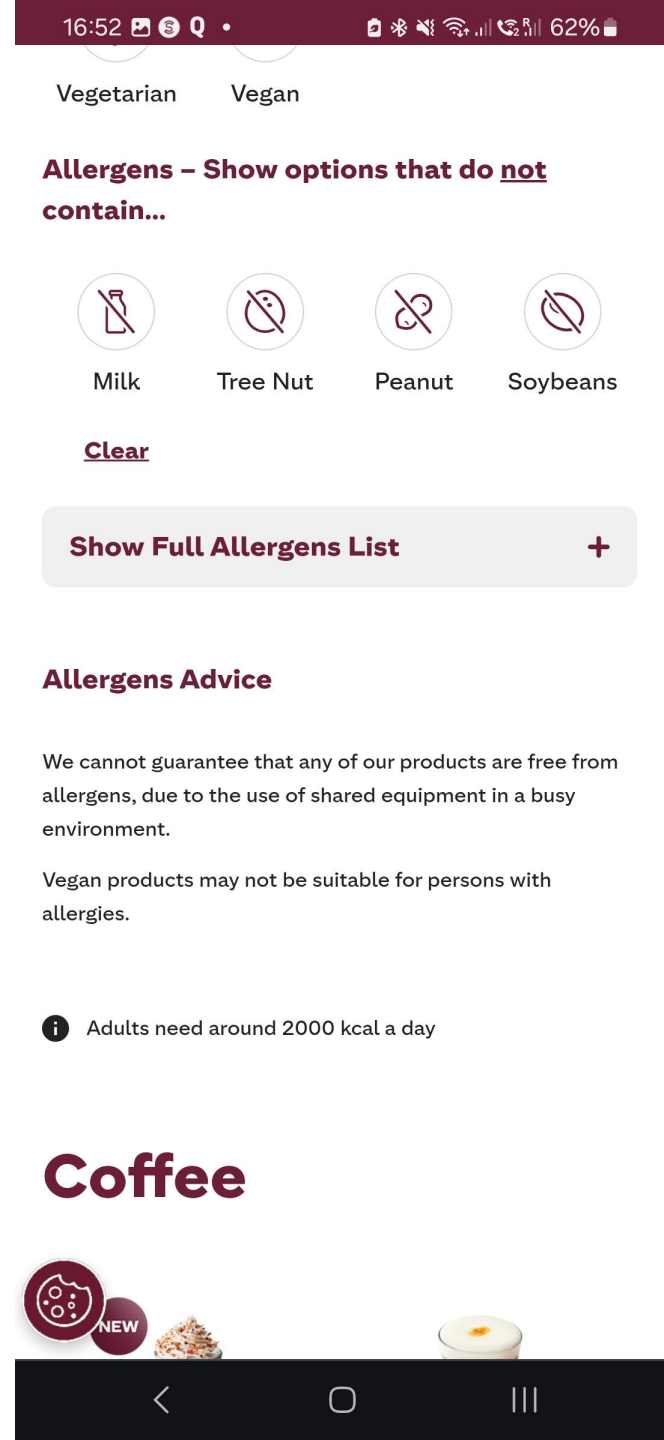 16:52 Q 62%
Vegetarian Vegan
Allergens – Show options that do not
contain...
Milk Tree Nut Peanut Soybeans
Clear
Show Full Allergens List +
Allergens Advice
We cannot guarantee that any of our products are free from
allergens, due to the use of shared equipment in a busy
environment.
Vegan products may not be suitable for persons with
allergies.
Adults need around 2000 kcal a day
Coffee
NEW